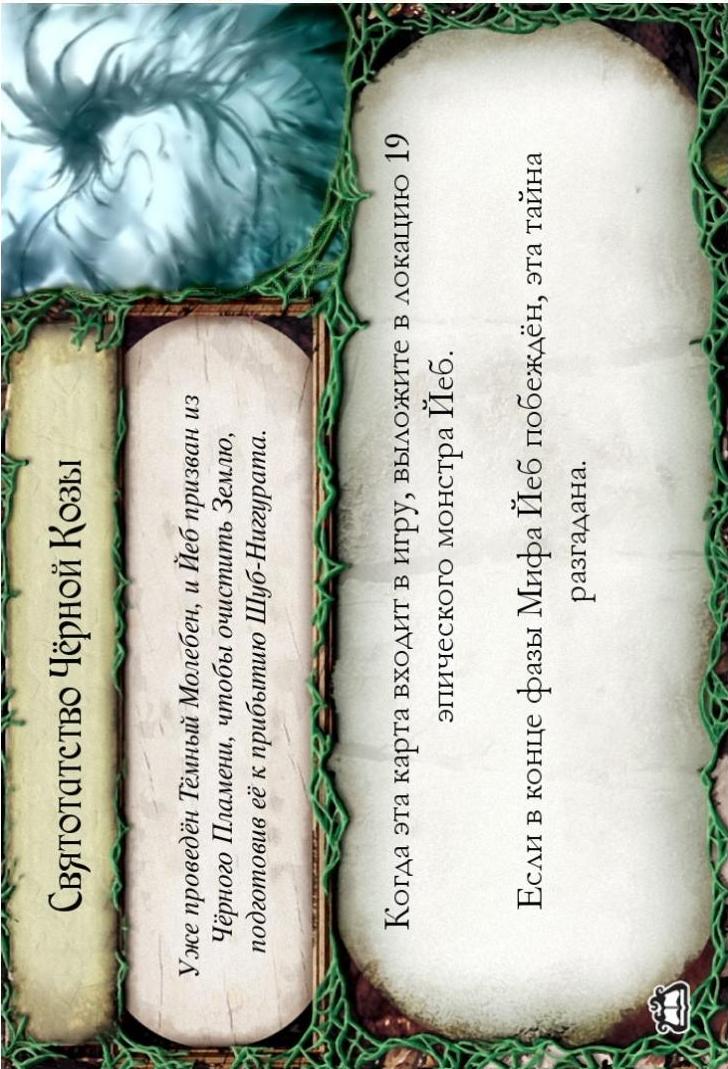 Святотатство Чёрной Козы
Уже проведён Тёмный Молебен, и Йеб призван из
Чёрного Пламени, чтобы очистить Землю,
подготовив её к прибытию Шуб-Ниггурата.
Когда эта карта входит в игру, выложите в локацию 19
эпического монстра Йеб.
Если в конце фазы Мифа Йеб побеждён, эта тайна
разгадана.